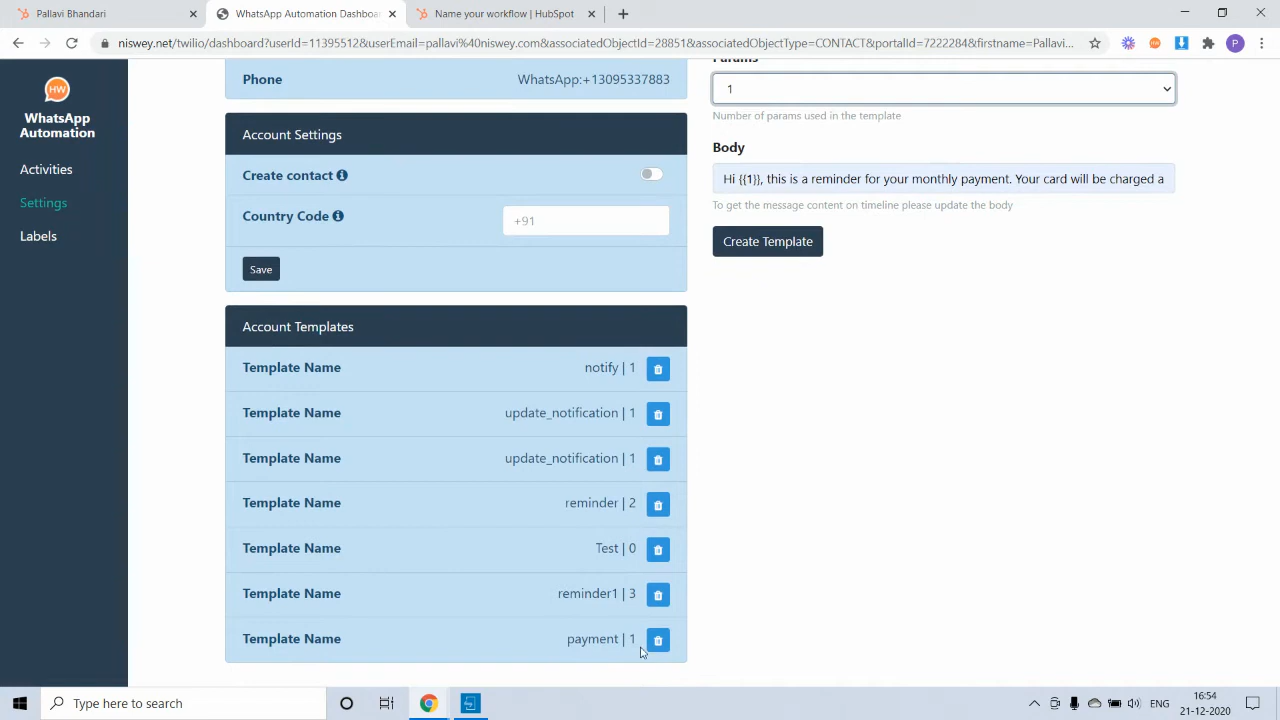 Pallavi Bhandari
WhatsApp Automation Dashboa
Name your workflow | HubSpot
niswey.net/twilio/dashboard?userId=11395512&userEmail=pallavi%40niswey.com&associatedObjectId=28851&associatedObjectType=CONTACT&portalId=7222284&firstname=Pallavi...
HW
P
HW
WhatsApp
Automation
Activities
Settings
Labels
Phone
WhatsApp:+13095337883
Account Settings
Create contact
Country Code
+91
Save
Account Templates
Template Name
notify | 1
Template Name
update_notification | 1
Template Name
update_notification | 1
Template Name
reminder | 2
Template Name
Test | 0
Template Name
reminder1 | 3
Template Name
payment | 1
Params
1
Number of params used in the template
Body
Hi {{1}}, this is a reminder for your monthly payment. Your card will be charged a
To get the message content on timeline please update the body
Create Template
Type here to search
ENG
16:54
21-12-2020